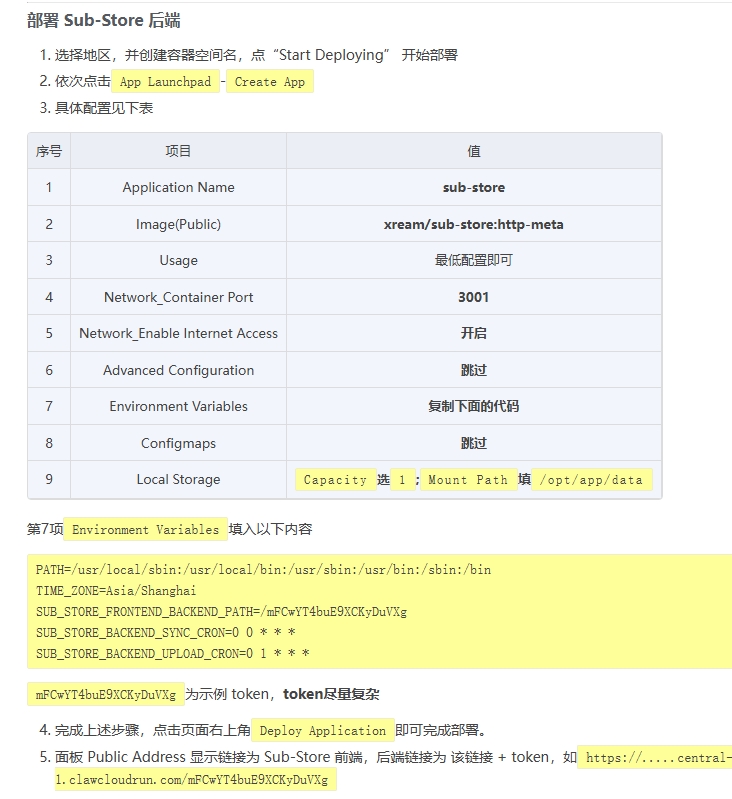 部署 Sub-Store 后端
1. 选择地区，并创建容器空间名，点“Start Deploying” 开始部署
2. 依次点击 App Launchpad - Create App
3. 具体配置见下表
序号 项目 值
1 Application Name sub-store
2 Image(Public) xream/sub-store:http-meta
3 Usage 最低配置即可
4 Network_Container Port 3001
5 Network_Enable Internet Access 开启
6 Advanced Configuration 跳过
7 Environment Variables 复制下面的代码
8 Configmaps 跳过
9 Local Storage Capacity 选 1 ; Mount Path 填 /opt/app/data
第7项 Environment Variables 填入以下内容
PATH=/usr/local/sbin:/usr/local/bin:/usr/sbin:/usr/bin:/sbin:/bin
TIME_ZONE=Asia/Shanghai
SUB_STORE_FRONTEND_BACKEND_PATH=/mFCwYT4buE9XCKyDuVXg
SUB_STORE_BACKEND_SYNC_CRON=0 0 * * *
SUB_STORE_BACKEND_UPLOAD_CRON=0 1 * * *
mFCwYT4buE9XCKyDuVXg 为示例 token，token尽量复杂
4. 完成上述步骤，点击页面右上角 Deploy Application 即可完成部署。
5. 面板 Public Address 显示链接为 Sub-Store 前端，后端链接为 该链接 + token，如 https://.....central-
1.clawcloudrun.com/mFCwYT4buE9XCKyDuVXg